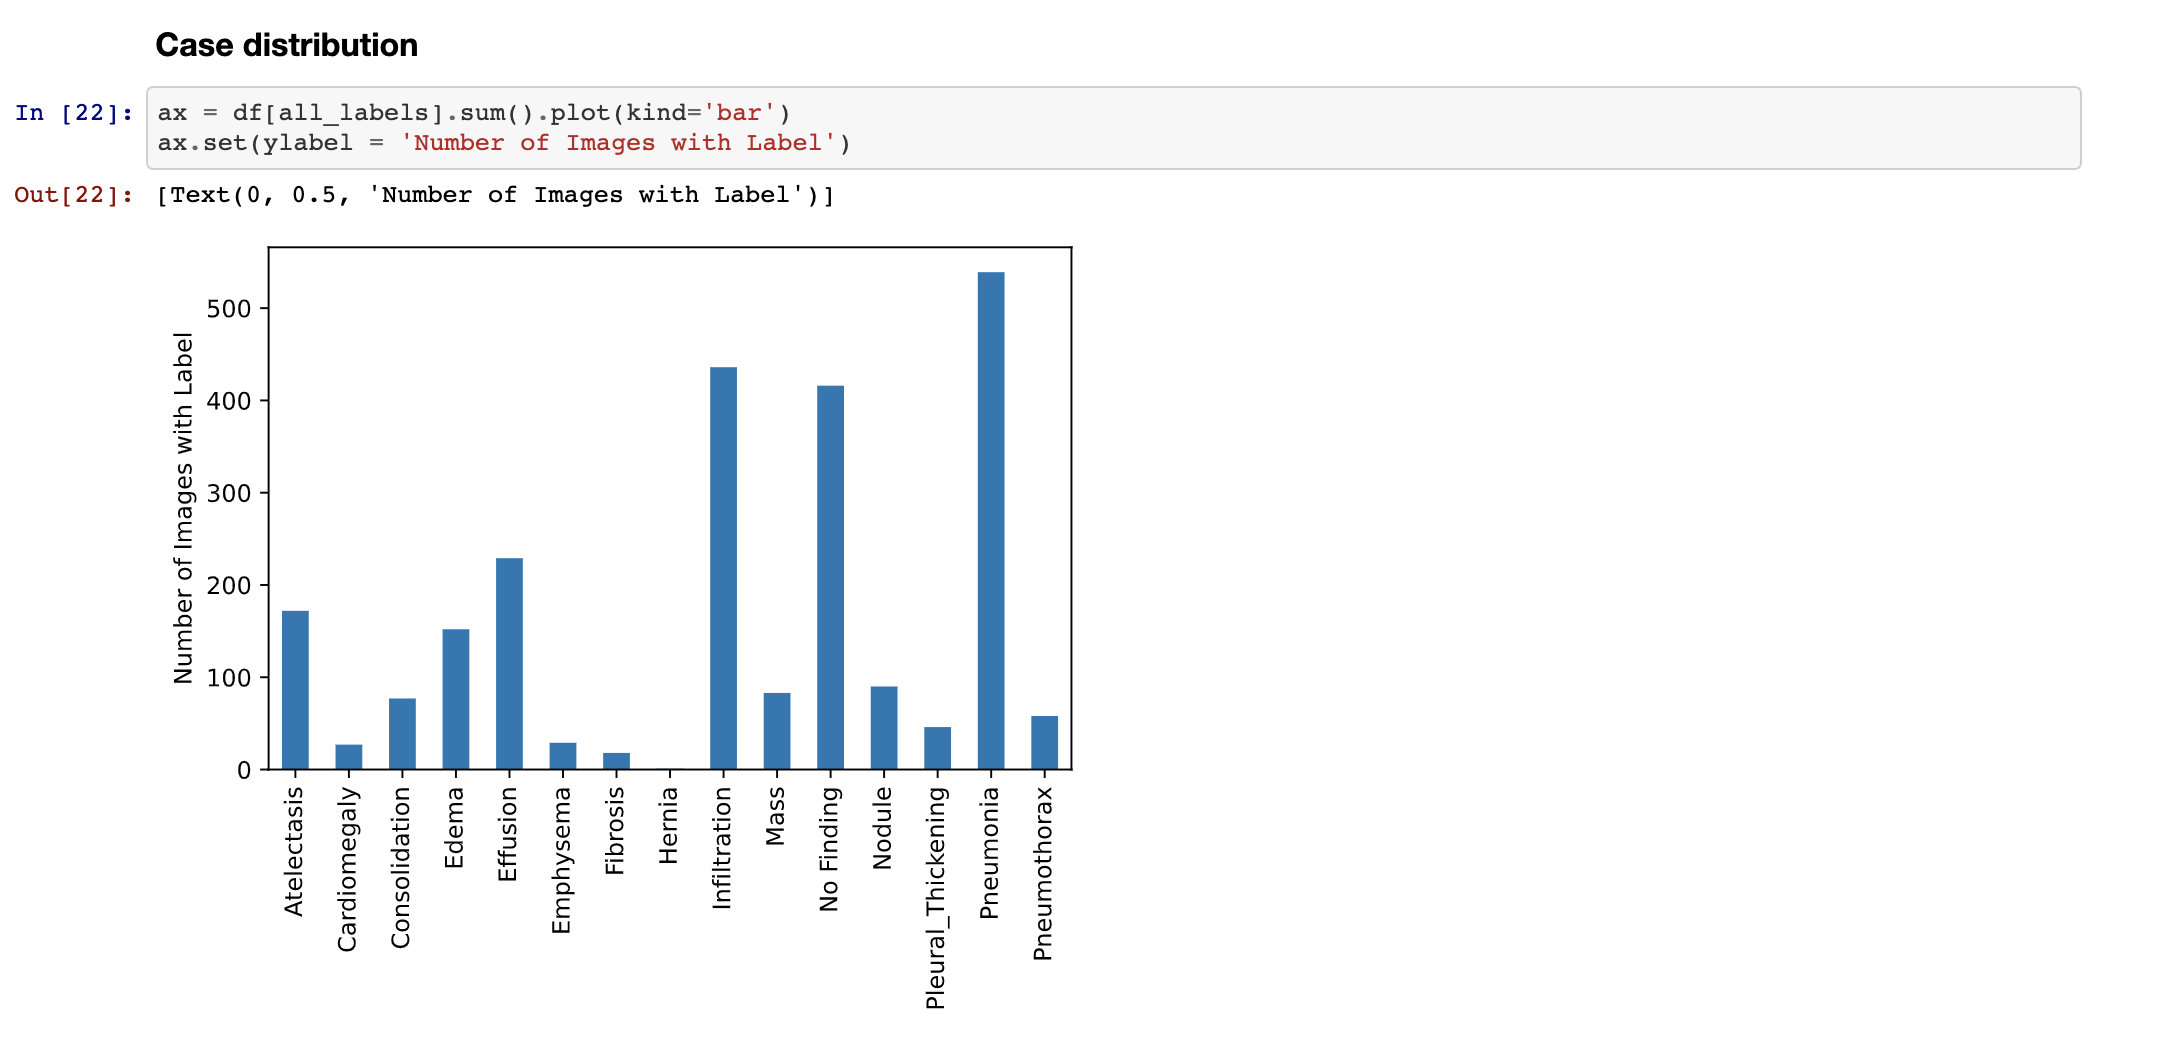 Case distribution
In [22]:
ax = df[all_labels].sum().plot(kind='bar')
ax.set(ylabel = 'Number of Images with Label')
Out[22]:
[Text(0, 0.5, 'Number of Images with Label')]
Number of Images with Label
500
400
300
200
100
0
Atelectasis
Cardiomegaly
Consolidation
Edema
Effusion
Emphysema
Fibrosis
Hernia
Infiltration
Mass
No Finding
Nodule
Pleural_Thickening
Pneumonia
Pneumothorax